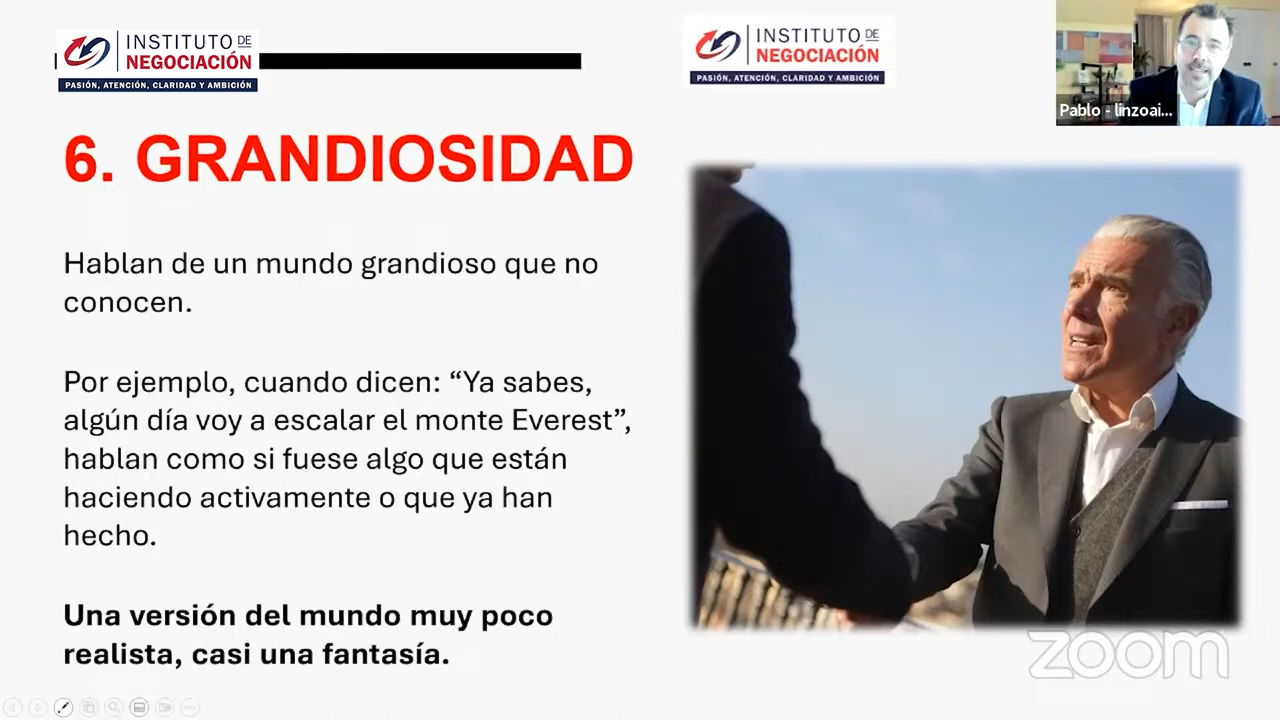 INSTITUTO DE
NEGOCIACIÓN
PASIÓN, ATENCIÓN, CLARIDAD Y AMBICIÓN
INSTITUTO DE
NEGOCIACIÓN
PASIÓN, ATENCIÓN, CLARIDAD Y AMBICIÓN
Pablo - linzoai...
6. GRANDIOSIDAD
Hablan de un mundo grandioso que no
conocen.
Por ejemplo, cuando dicen: “Ya sabes,
algún día voy a escalar el monte Everest”,
hablan como si fuese algo que están
haciendo activamente o que ya han
hecho.
Una versión del mundo muy poco
realista, casi una fantasía.
zoom